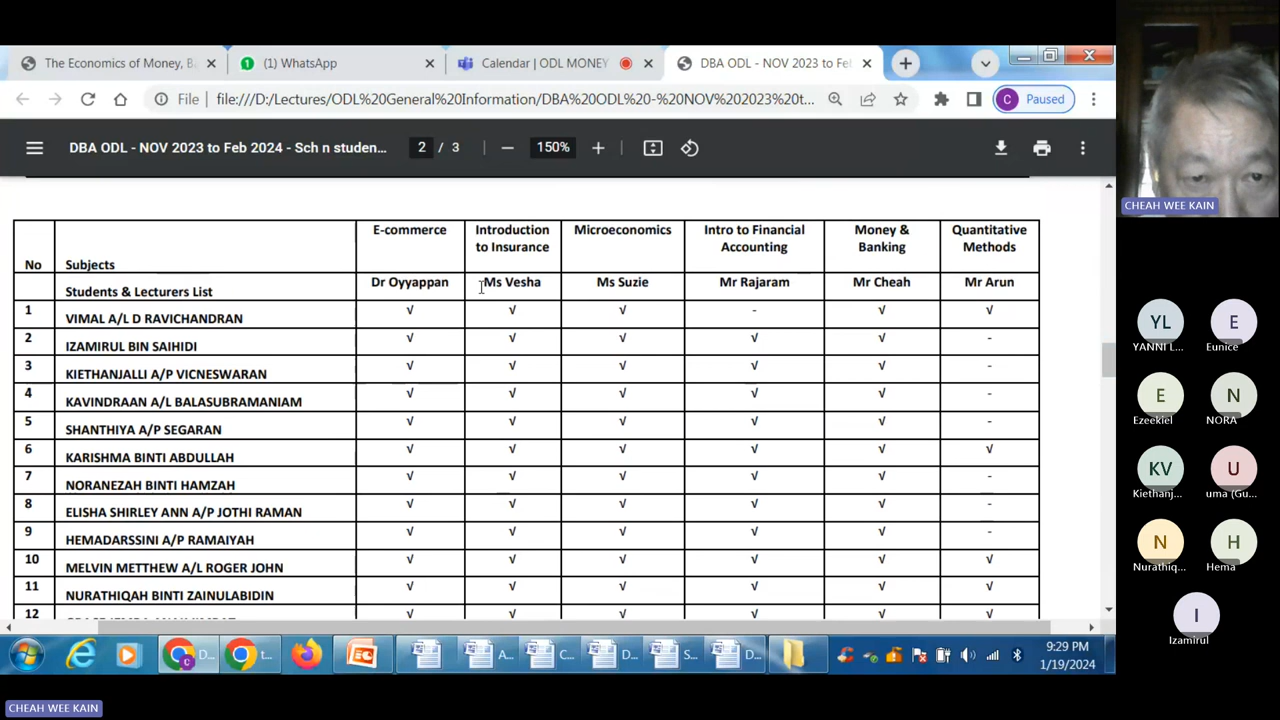 The Economics of Money, B
(1) WhatsApp
Calendar | ODL MONEY
DBA ODL - NOV 2023 to Fe
File
file:///D:/Lectures/ODL%20General%20Information/DBA%20ODL%20-%20NOV%202023%20t...
C
Paused
DBA ODL - NOV 2023 to Feb 2024 - Sch n studen...
2 / 3
150%
No
Subjects
E-commerce
Introduction to Insurance
Microeconomics
Intro to Financial Accounting
Money & Banking
Quantitative Methods
Students & Lecturers List
Dr Oyyappan
Ms Vesha
Ms Suzie
Mr Rajaram
Mr Cheah
Mr Arun
1 VIMAL A/L D RAVICHANDRAN √ √ √ - √ √
2 IZAMIRUL BIN SAIHIDI √ √ √ √ √ -
3 KIETHANJALLI A/P VICNESWARAN √ √ √ √ √ -
4 KAVINDRAAN A/L BALASUBRAMANIAM √ √ √ √ √ -
5 SHANTHIYA A/P SEGARAN √ √ √ √ √ -
6 KARISHMA BINTI ABDULLAH √ √ √ √ √ √
7 NORANEZAH BINTI HAMZAH √ √ √ √ √ -
8 ELISHA SHIRLEY ANN A/P JOTHI RAMAN √ √ √ √ √ -
9 HEMADARSSINI A/P RAMAIYAH √ √ √ √ √ -
10 MELVIN METTHEW A/L ROGER JOHN √ √ √ √ √ √
11 NURATHIQAH BINTI ZAINULABIDIN √ √ √ √ √ √
12 √ √ √ √ √ √
D...
t...
A...
C...
D...
S...
D...
9:29 PM
1/19/2024
CHEAH WEE KAIN
YL
YANNI L...
E
Eunice
E
Ezeekiel
N
NORA
KV
Kiethanj...
U
uma (Gu...
N
Nurathiq...
H
Hema
I
Izamirul
CHEAH WEE KAIN